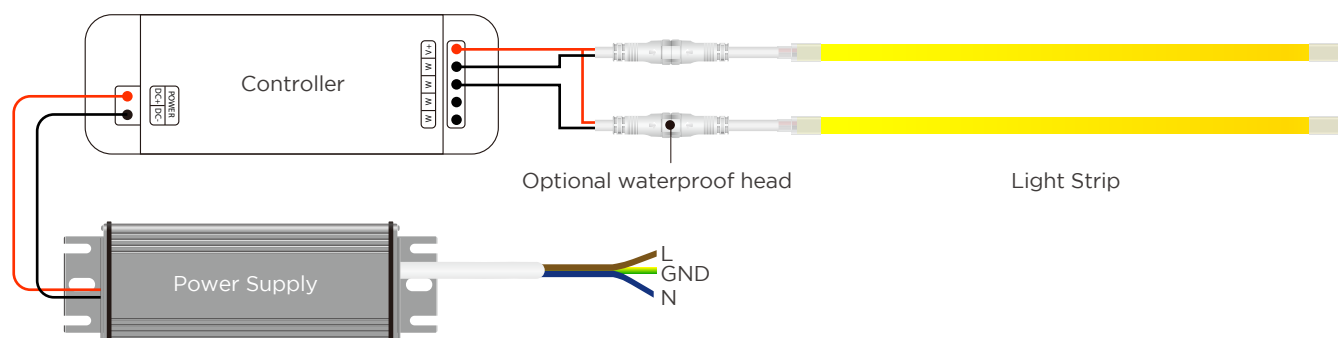 Controller
POWER
DC+ DC-
V+
W
W
W
W
Optional waterproof head
Light Strip
Power Supply
L
GND
N